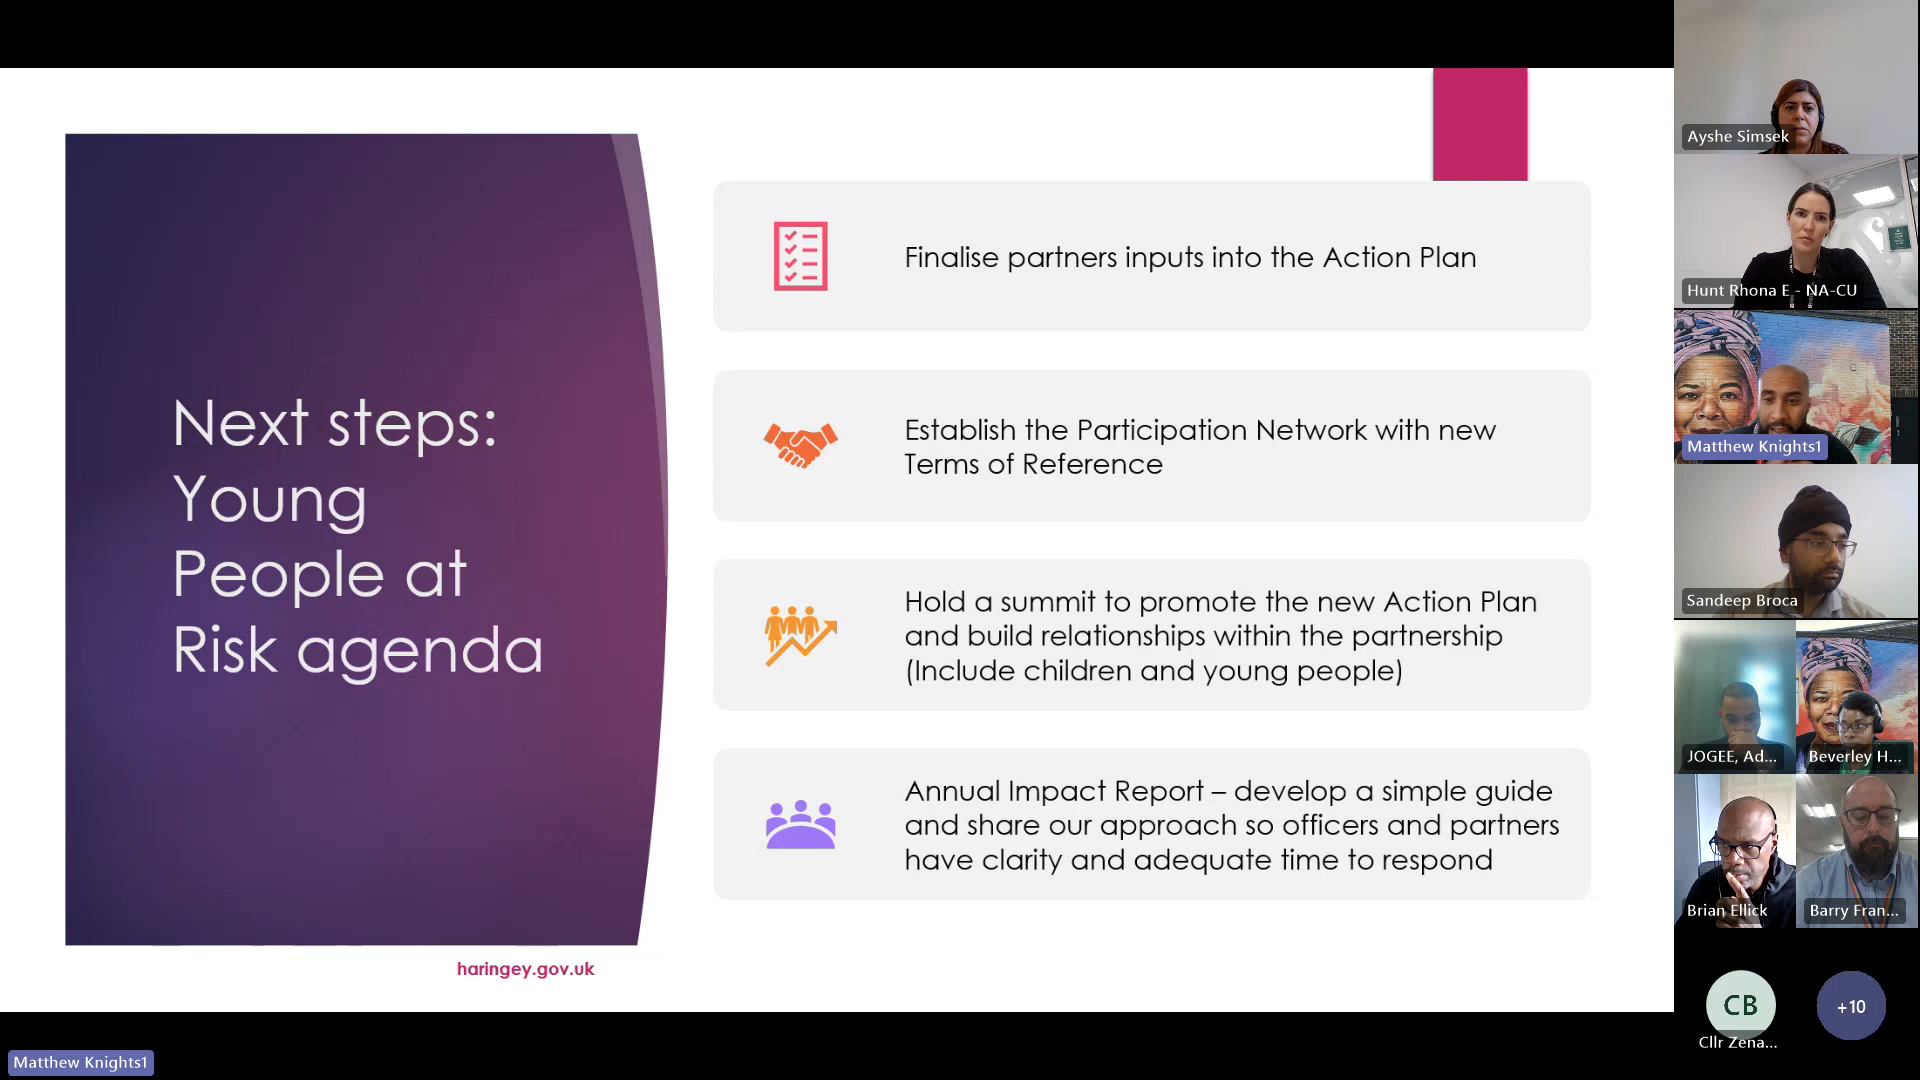 Next steps:
Young
People at
Risk agenda
Finalise partners inputs into the Action Plan
Establish the Participation Network with new
Terms of Reference
Hold a summit to promote the new Action Plan
and build relationships within the partnership
(Include children and young people)
Annual Impact Report – develop a simple guide
and share our approach so officers and partners
have clarity and adequate time to respond
haringey.gov.uk
Matthew Knights1
Ayshe Simsek
Hunt Rhona E - NA-CU
Matthew Knights1
Sandeep Broca
JOGEE, Ad...
Beverley H...
Brian Ellick
Barry Fran...
CB
Cllr Zena...
+10